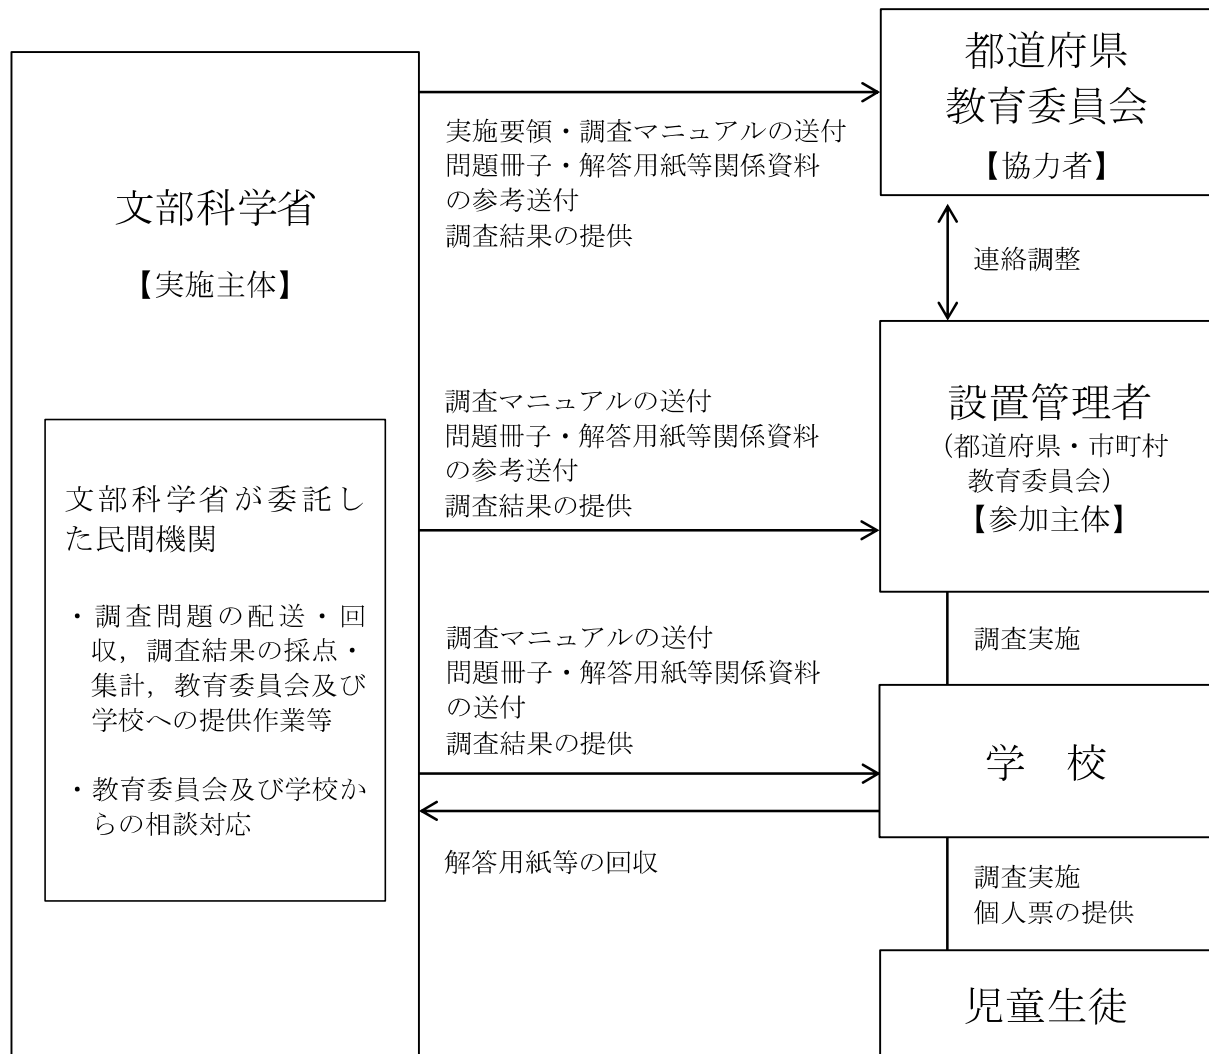 文部科学省
【実施主体】
文部科学省が委託し
た民間機関
・調査問題の配送・回
収，調査結果の採点・
集計，教育委員会及び
学校への提供作業等
・教育委員会及び学校か
らの相談対応
実施要領・調査マニュアルの送付
問題冊子・解答用紙等関係資料
の参考送付
調査結果の提供
調査マニュアルの送付
問題冊子・解答用紙等関係資料
の参考送付
調査結果の提供
調査マニュアルの送付
問題冊子・解答用紙等関係資料
の送付
調査結果の提供
解答用紙等の回収
都道府県
教育委員会
【協力者】
連絡調整
設置管理者
（都道府県・市町村
教育委員会）
【参加主体】
調査実施
学　校
調査実施
個人票の提供
児童生徒